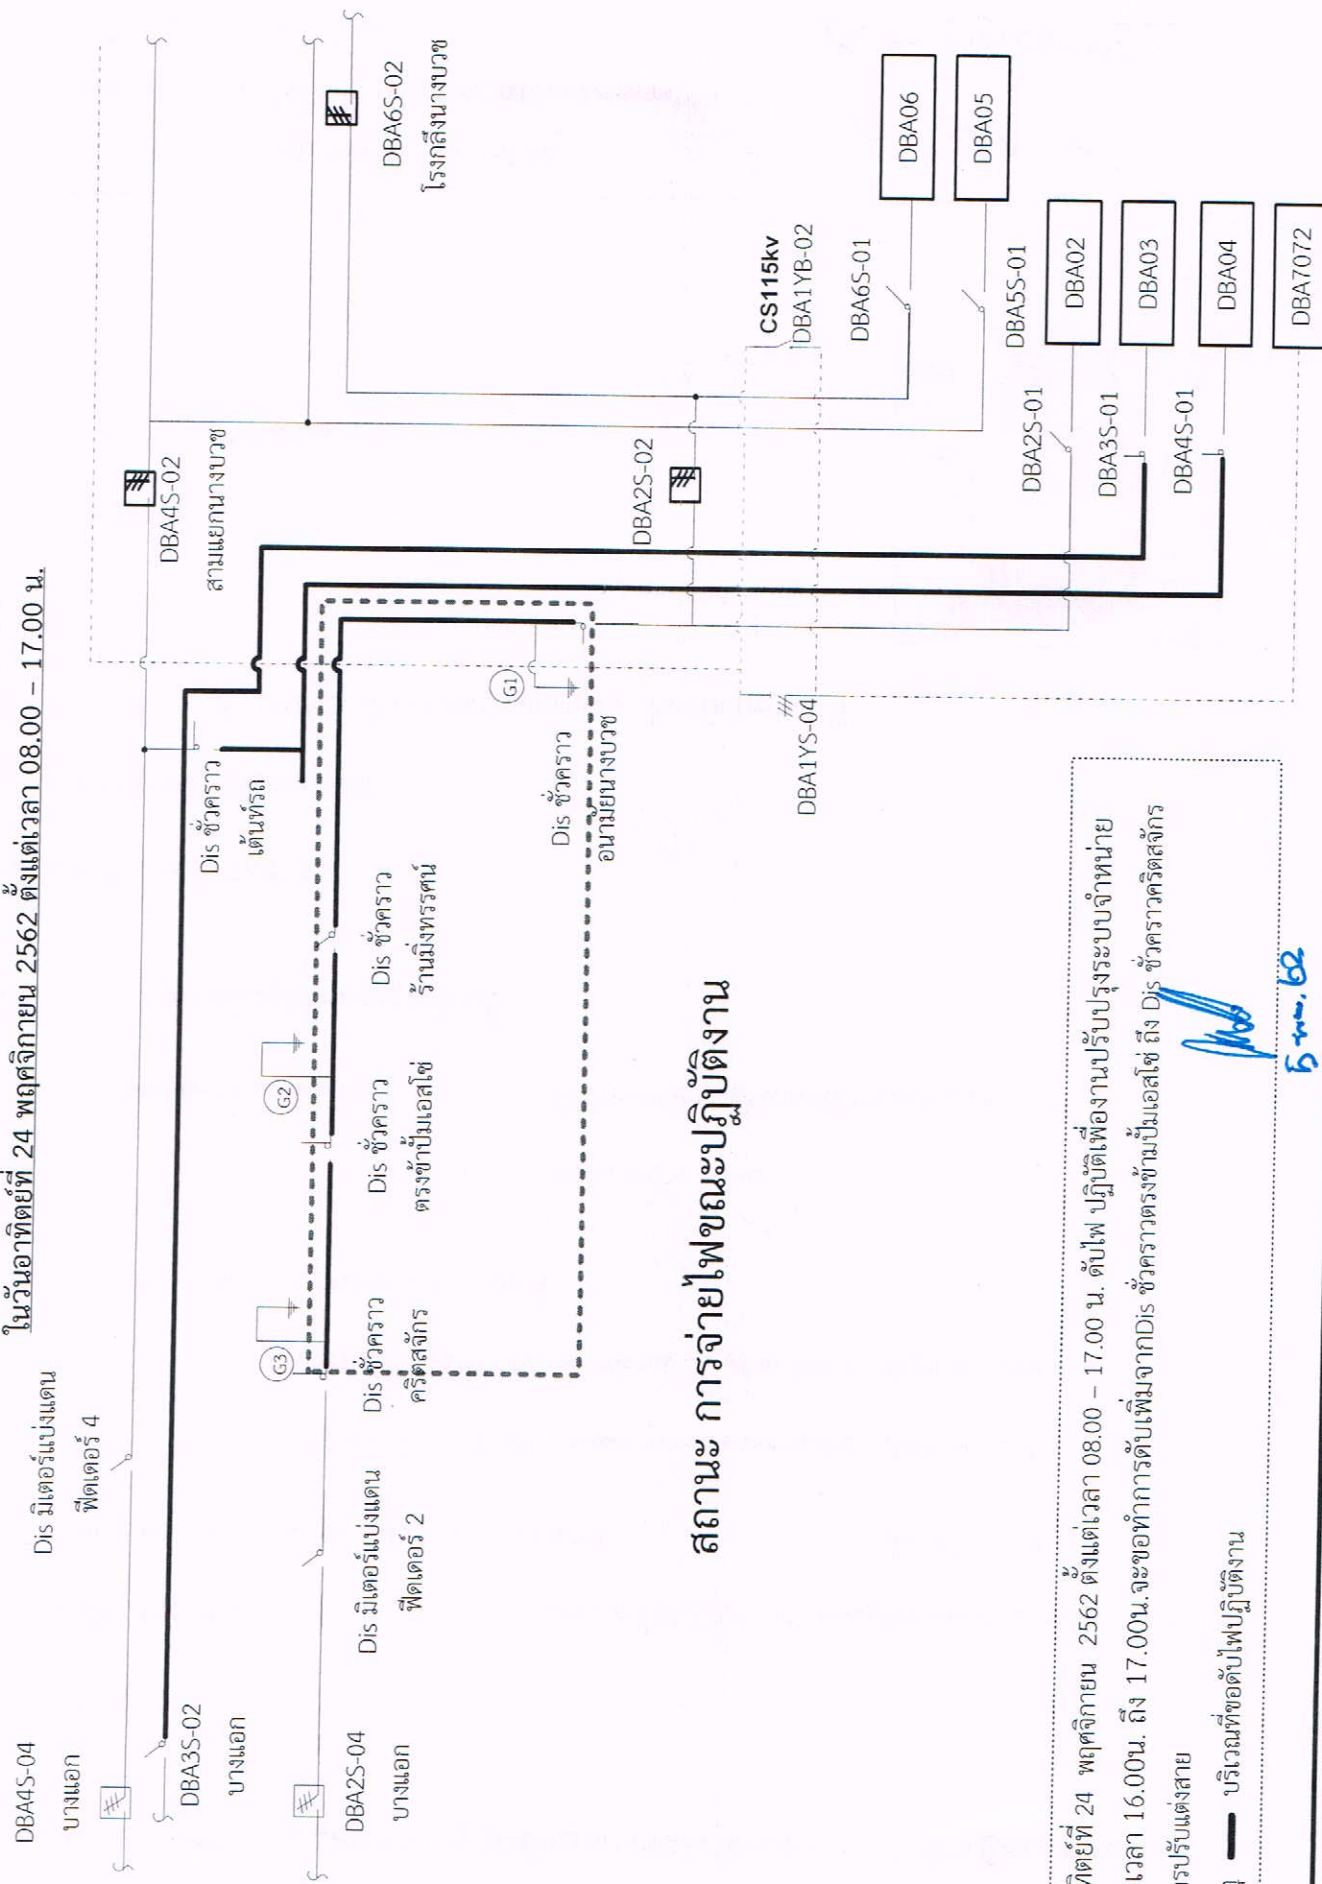 ในวันอาทิตย์ที่ 24 พฤศจิกายน 2562 ตั้งแต่เวลา 08.00 – 17.00 น.
DBA4S-04
บางแอก
Dis มิเตอร์แบ่งแดน
ฟีดเดอร์ 4
DBA4S-02
สามแยกนางบวช
DBA6S-02
โรงกลึงนางบวช
DBA3S-02
บางแอก
Dis ชั่วคราว
เต้นท์รถ
G3
G2
G1
DBA2S-04
บางแอก
Dis มิเตอร์แบ่งแดน
ฟีดเดอร์ 2
Dis ชั่วคราว
คริตสจักร
Dis ชั่วคราว
ตรงข้าปั้มเอสโซ่
Dis ชั่วคราว
ร้านมิ่งทรรศน์
Dis ชั่วคราว
อนามัยนางบวช
DBA2S-02
สถานะ การจ่ายไฟขณะปฏิบัติงาน
CS115kv
DBA1YB-02
DBA1YS-04
DBA6S-01
DBA06
DBA05
DBA5S-01
DBA2S-01
DBA02
DBA3S-01
DBA03
DBA4S-01
DBA04
DBA7072
ทิตย์ที่ 24 พฤศจิกายน 2562 ตั้งแต่เวลา 08.00 – 17.00 น. ดับไฟ ปฏิบัติเพื่องานปรับปรุงระบบจำหน่าย
เวลา 16.00น. ถึง 17.00น.จะขอทำการดับเพิ่มจากDis ชั่วคราวตรงข้ามปั้มเอสโซ่ ถึง Dis ชั่วคราวคริตสจักร
รปรับแต่งสาย
บริเวณที่ขอดับไฟปฏิบัติงาน